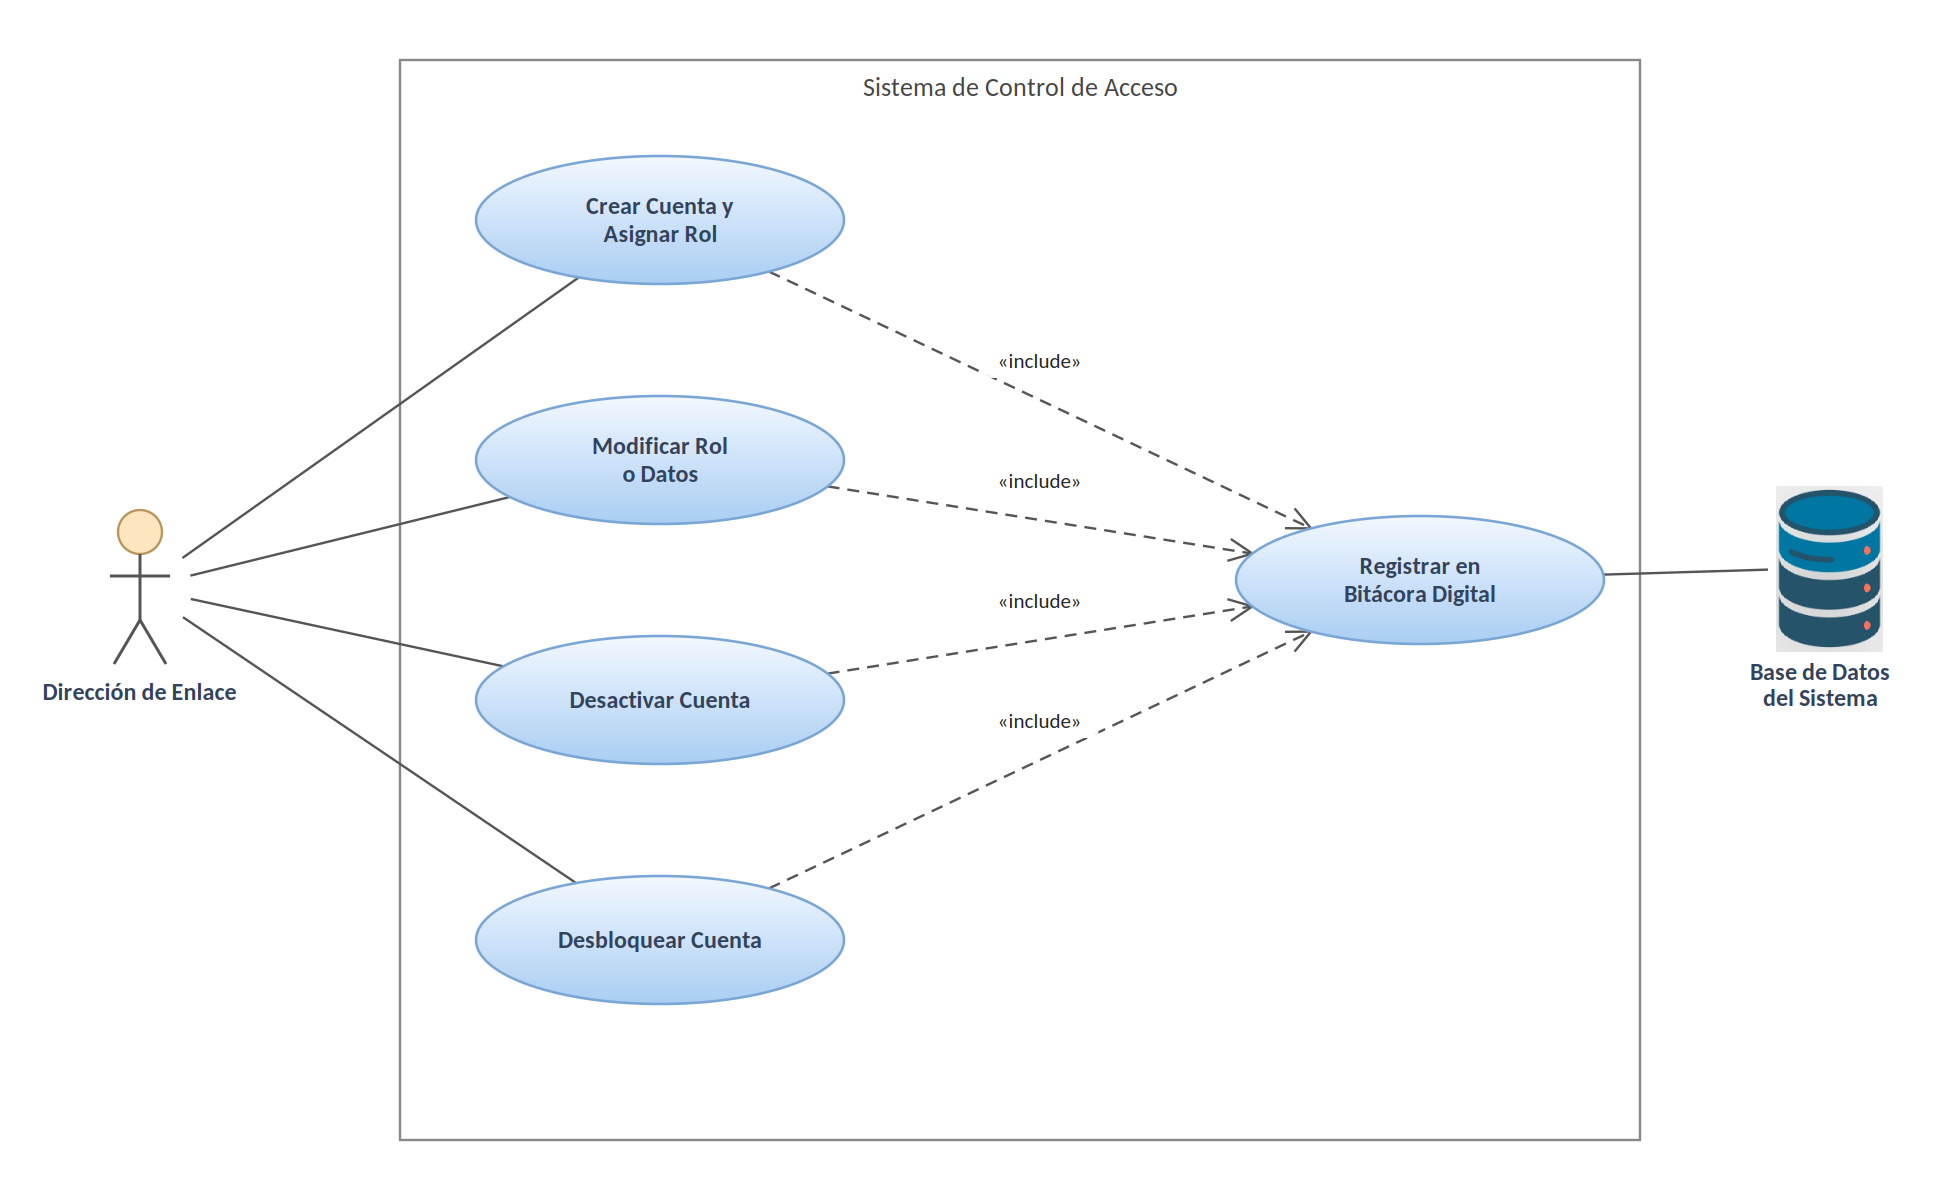 Sistema de Control de Acceso
Crear Cuenta y
Asignar Rol
«include»
Modificar Rol
o Datos
«include»
Registrar en
Bitácora Digital
«include»
Dirección de Enlace
Desactivar Cuenta
«include»
Base de Datos
del Sistema
Desbloquear Cuenta